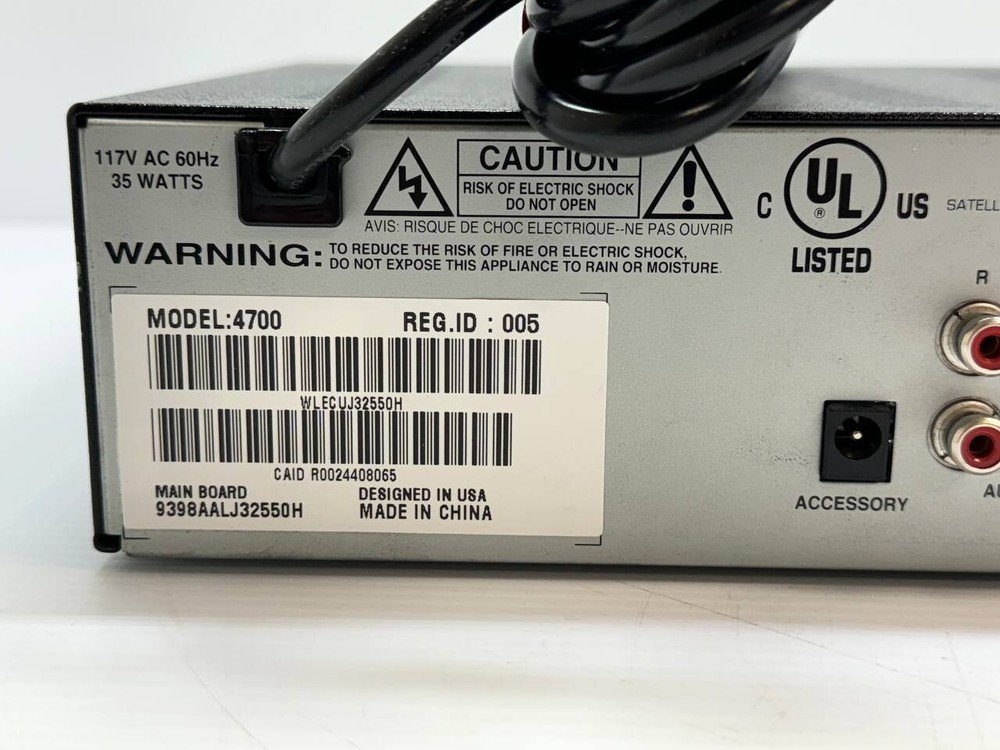 117V AC 60Hz
35 WATTS
CAUTION
RISK OF ELECTRIC SHOCK
DO NOT OPEN
AVIS: RISQUE DE CHOC ELECTRIQUE--NE PAS OUVRIR
WARNING: TO REDUCE THE RISK OF FIRE OR ELECTRIC SHOCK,
DO NOT EXPOSE THIS APPLIANCE TO RAIN OR MOISTURE.
C UL ® US
LISTED
SATELL
R
MODEL:4700 REG.ID : 005
WLECUJ32550H
CAID R0024408065
MAIN BOARD
9398AALJ32550H
DESIGNED IN USA
MADE IN CHINA
ACCESSORY
AU